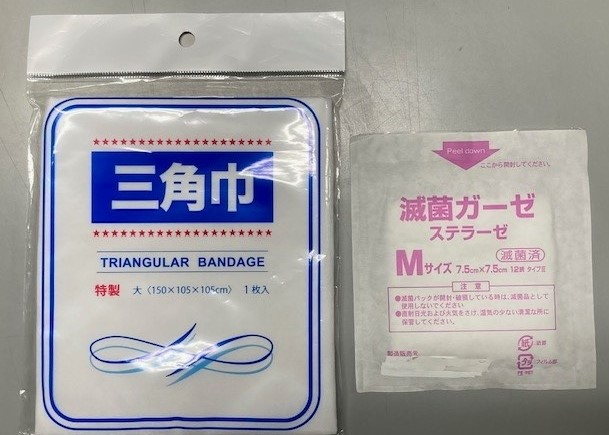 三角巾
TRIANGULAR BANDAGE
特製 大〈150×105×105cm〉 1枚入
Peel down
ここから開封してください。
滅菌ガーゼ
ステラーゼ
滅菌済
Mサイズ 7.5cm×7.5cm 12折 タイプⅢ
注意
●滅菌パックが開封・破損している時は、滅菌品として
使用しないでください。
●直射日光および火気をさけ、湿気の少ない清潔な所に
保管してください。
製造販売元
紙
プラ
PE PET